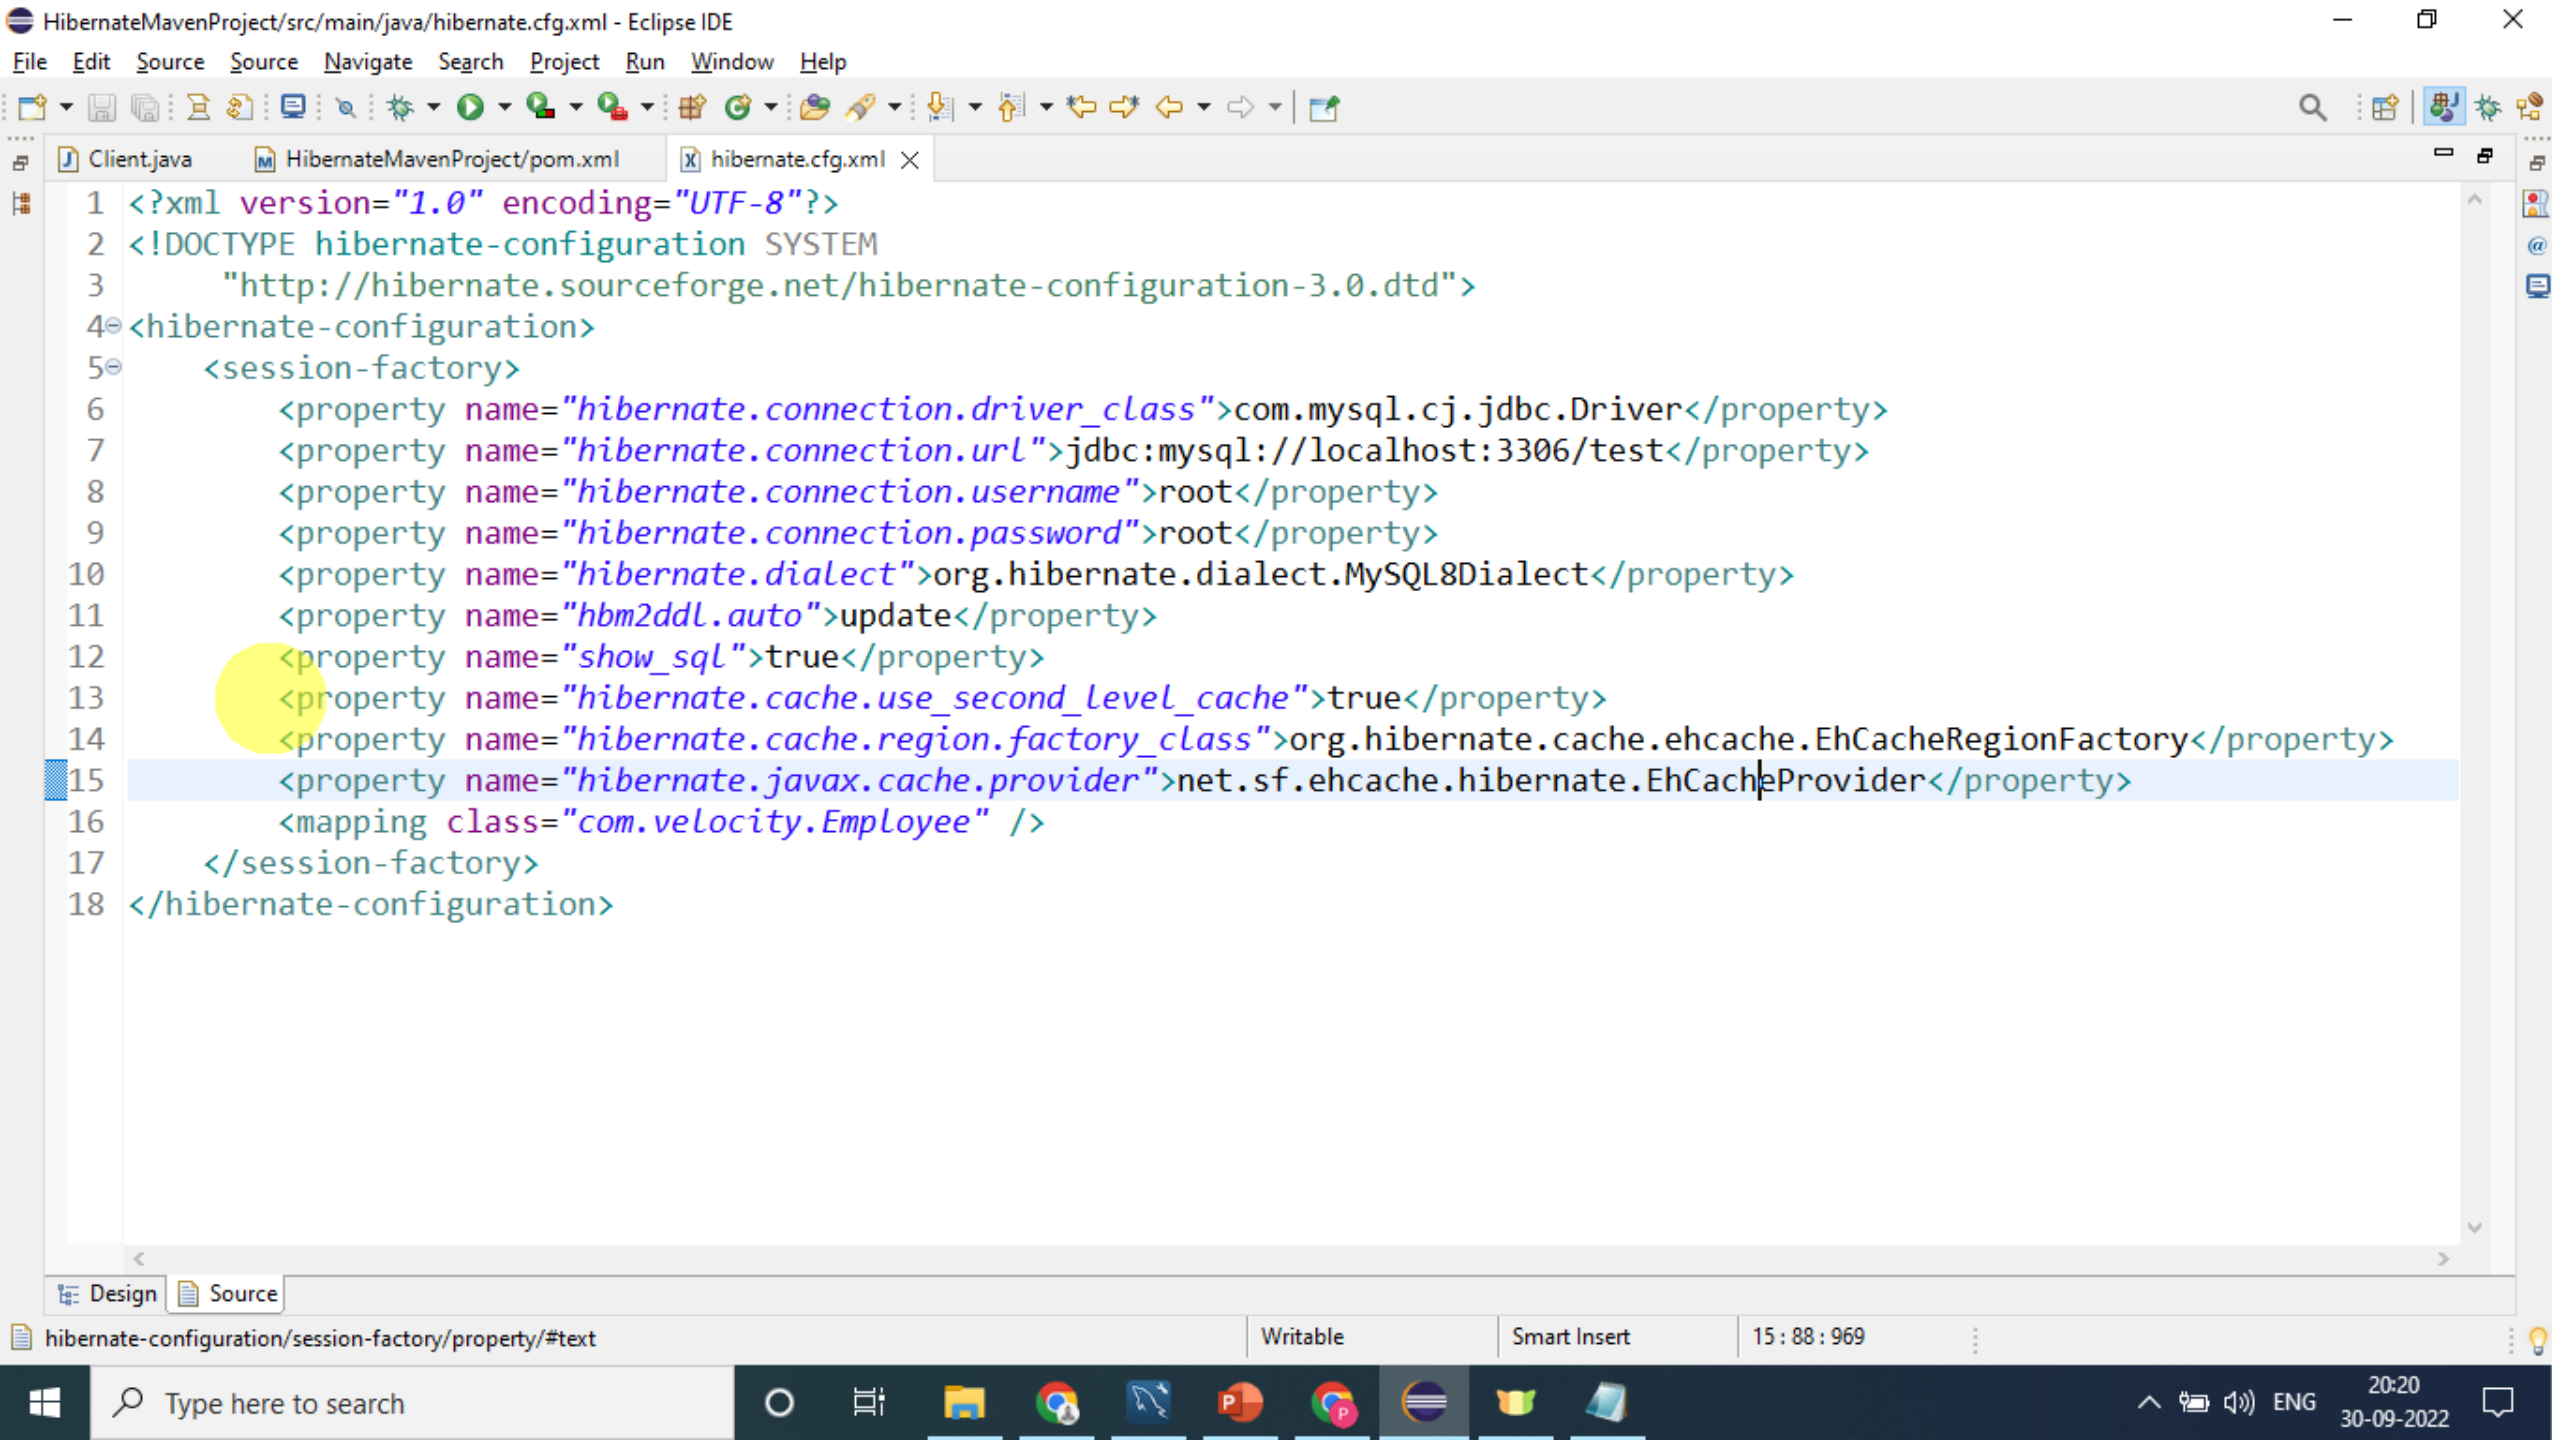 HibernateMavenProject/src/main/java/hibernate.cfg.xml - Eclipse IDE
File Edit Source Source Navigate Search Project Run Window Help
Client.java HibernateMavenProject/pom.xml hibernate.cfg.xml
1 <?xml version="1.0" encoding="UTF-8"?>
2 <!DOCTYPE hibernate-configuration SYSTEM
3 "http://hibernate.sourceforge.net/hibernate-configuration-3.0.dtd">
4 <hibernate-configuration>
5 <session-factory>
6 <property name="hibernate.connection.driver_class">com.mysql.cj.jdbc.Driver</property>
7 <property name="hibernate.connection.url">jdbc:mysql://localhost:3306/test</property>
8 <property name="hibernate.connection.username">root</property>
9 <property name="hibernate.connection.password">root</property>
10 <property name="hibernate.dialect">org.hibernate.dialect.MySQL8Dialect</property>
11 <property name="hbm2ddl.auto">update</property>
12 <property name="show_sql">true</property>
13 <property name="hibernate.cache.use_second_level_cache">true</property>
14 <property name="hibernate.cache.region.factory_class">org.hibernate.cache.ehcache.EhCacheRegionFactory</property>
15 <property name="hibernate.javax.cache.provider">net.sf.ehcache.hibernate.EhCacheProvider</property>
16 <mapping class="com.velocity.Employee" />
17 </session-factory>
18 </hibernate-configuration>
Design Source
hibernate-configuration/session-factory/property/#text Writable Smart Insert 15 : 88 : 969
Type here to search ENG 20:20
30-09-2022